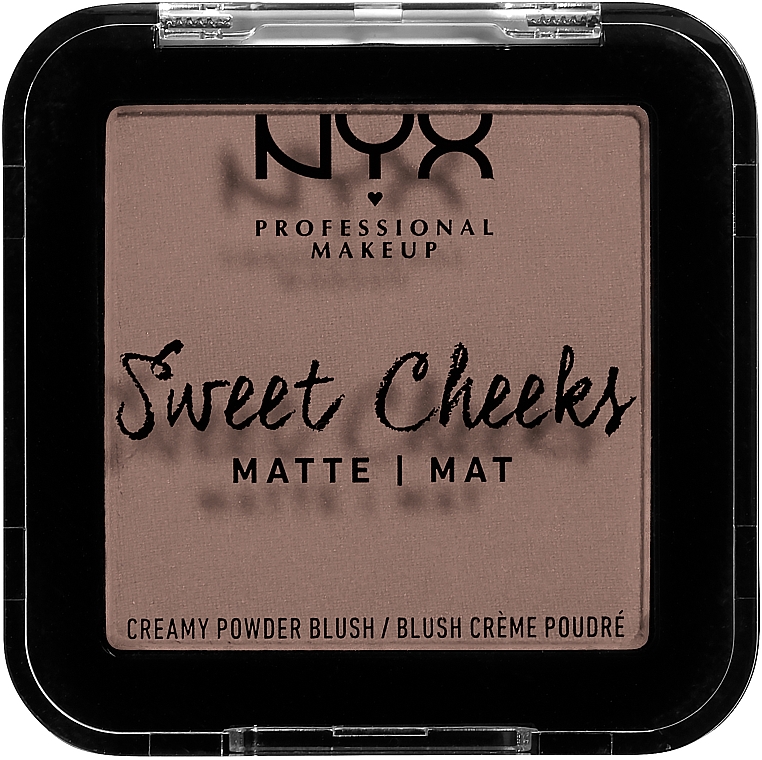 NYX
PROFESSIONAL
MAKEUP
Sweet Cheeks
MATTE | MAT
CREAMY POWDER BLUSH / BLUSH CRÈME POUDRÉ